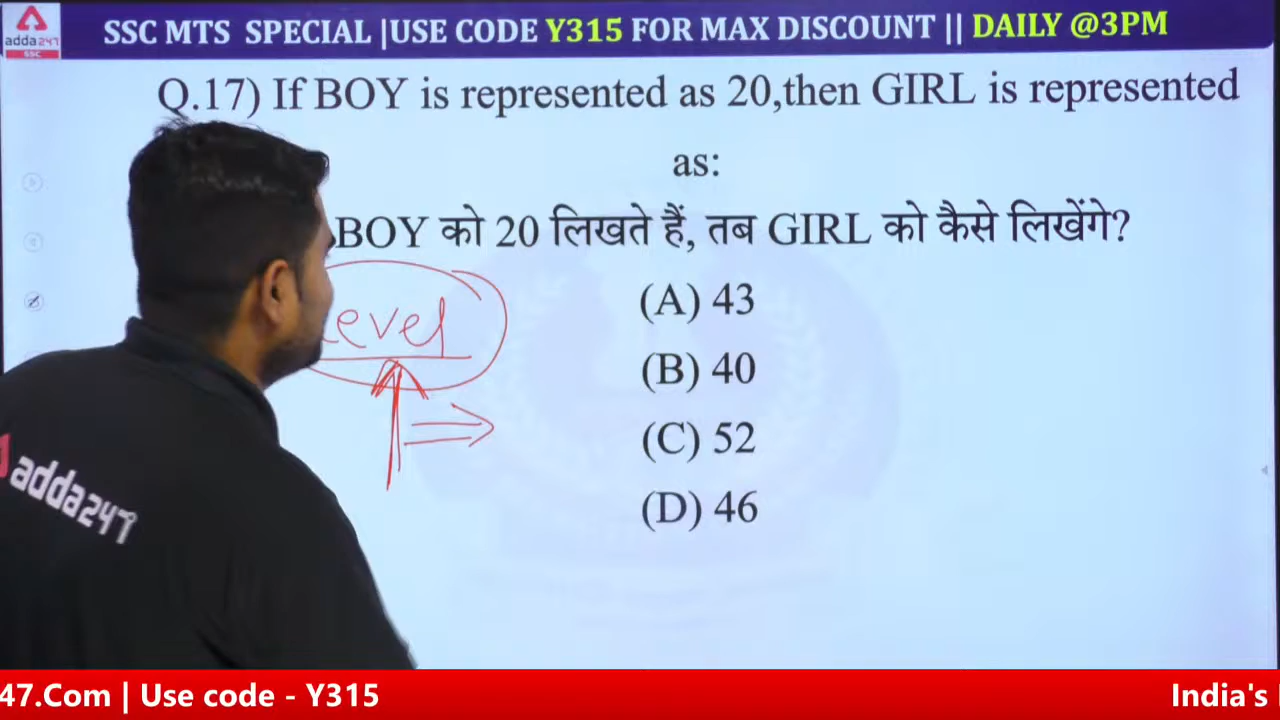 SSC MTS SPECIAL |USE CODE Y315 FOR MAX DISCOUNT || DAILY @3PM
adda247
SSC
Q.17) If BOY is represented as 20,then GIRL is represented
as:
BOY को 20 लिखते हैं, तब GIRL को कैसे लिखेंगे?
evel
(A) 43
(B) 40
(C) 52
(D) 46
adda247
47.Com | Use code - Y315
India's